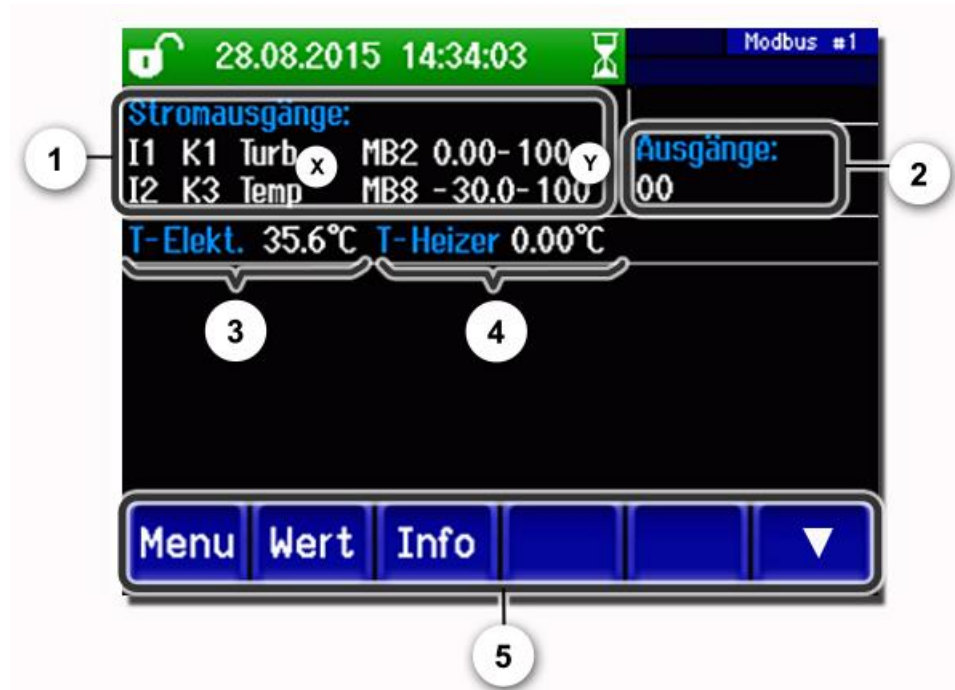 28.08.2015 14:34:03
Modbus #1
Stromausgänge:
I1 K1 Turb X MB2 0.00-100 Y
I2 K3 Temp MB8 -30.0-100
Ausgänge:
00
T-Elekt. 35.6°C T-Heizer 0.00°C
1
2
3
4
Menu Wert Info
5